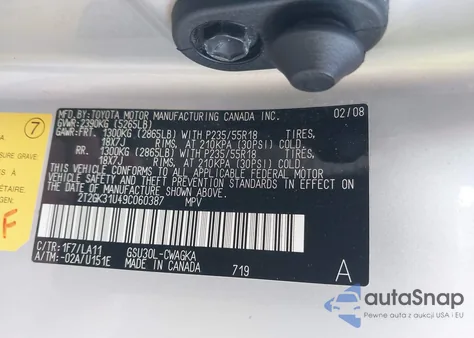 MFD.BY: TOYOTA MOTOR MANUFACTURING CANADA INC. 02/08
GVWR: 2390KG (5265LB)
GAWR: FRT. 1300KG (2865LB) WITH P235/55R18 TIRES,
18X7J RIMS, AT 210KPA (30PSI) COLD.
RR. 1300KG (2865LB) WITH P235/55R18 TIRES,
18X7J RIMS, AT 210KPA (30PSI) COLD.
THIS VEHICLE CONFORMS TO ALL APPLICABLE FEDERAL MOTOR
VEHICLE SAFETY AND
THEFT PREVENTION STANDARDS IN EFFECT ON THE DATE OF
MANUFACTURE SHOWN ABOVE.
2T2GK31U49C060387 MPV
C/TR: 1F7/LA11 GSU30L-CWAGKA
A/TM: -02A/U151E MADE IN CANADA 719 A
7
SURE GRAVE.
ÉTAIRE,
ES À
F
autaSnap
Pewne auta z aukcji USA i EU